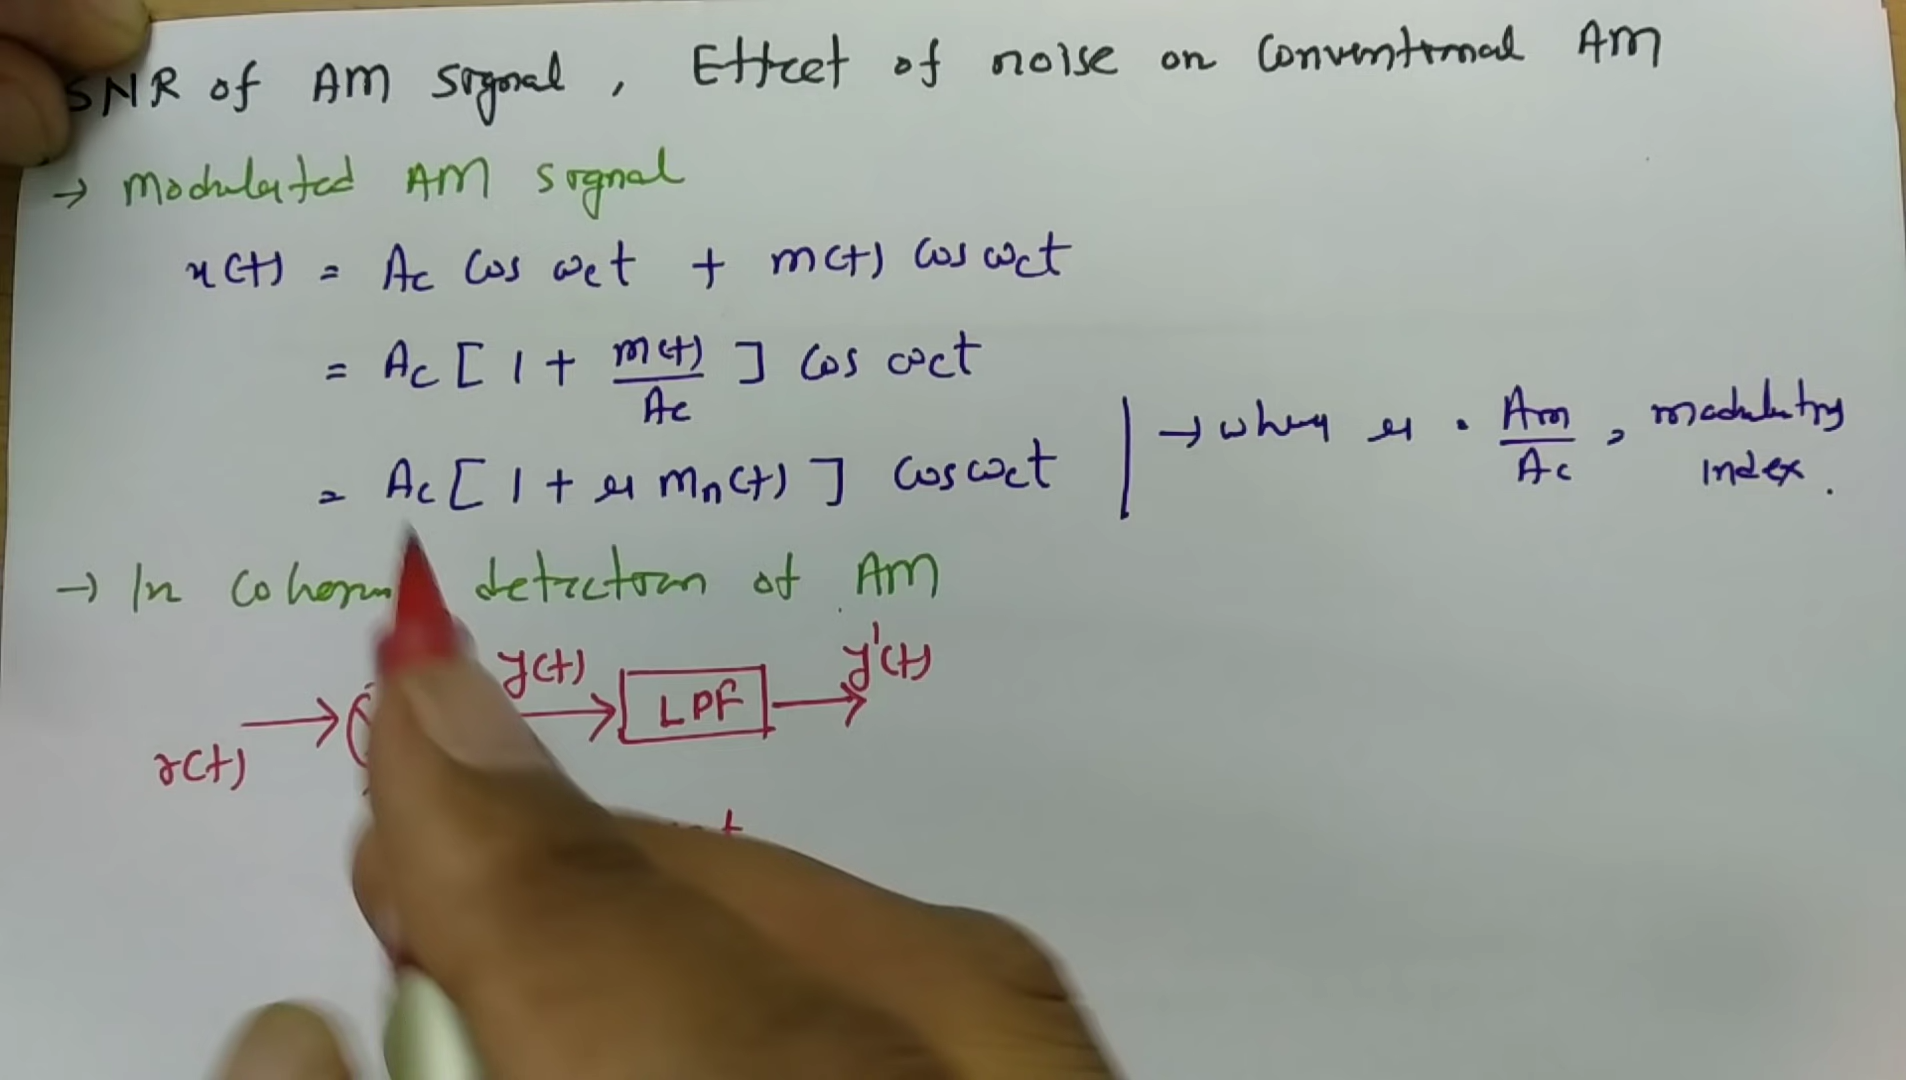 SNR of AM signal, Effect of noise on Conventional AM
→ Modulated AM signal
x(t) = Ac Cos ωct + m(t) Cos ωct
= Ac [ 1 + m(t)/Ac ] Cos ωct
= Ac [ 1 + μ mn(t) ] Cos ωct
→ where μ = Am/Ac, modulating index.
→ In Coherent detection of AM
r(t) y(t) LPF y'(t)